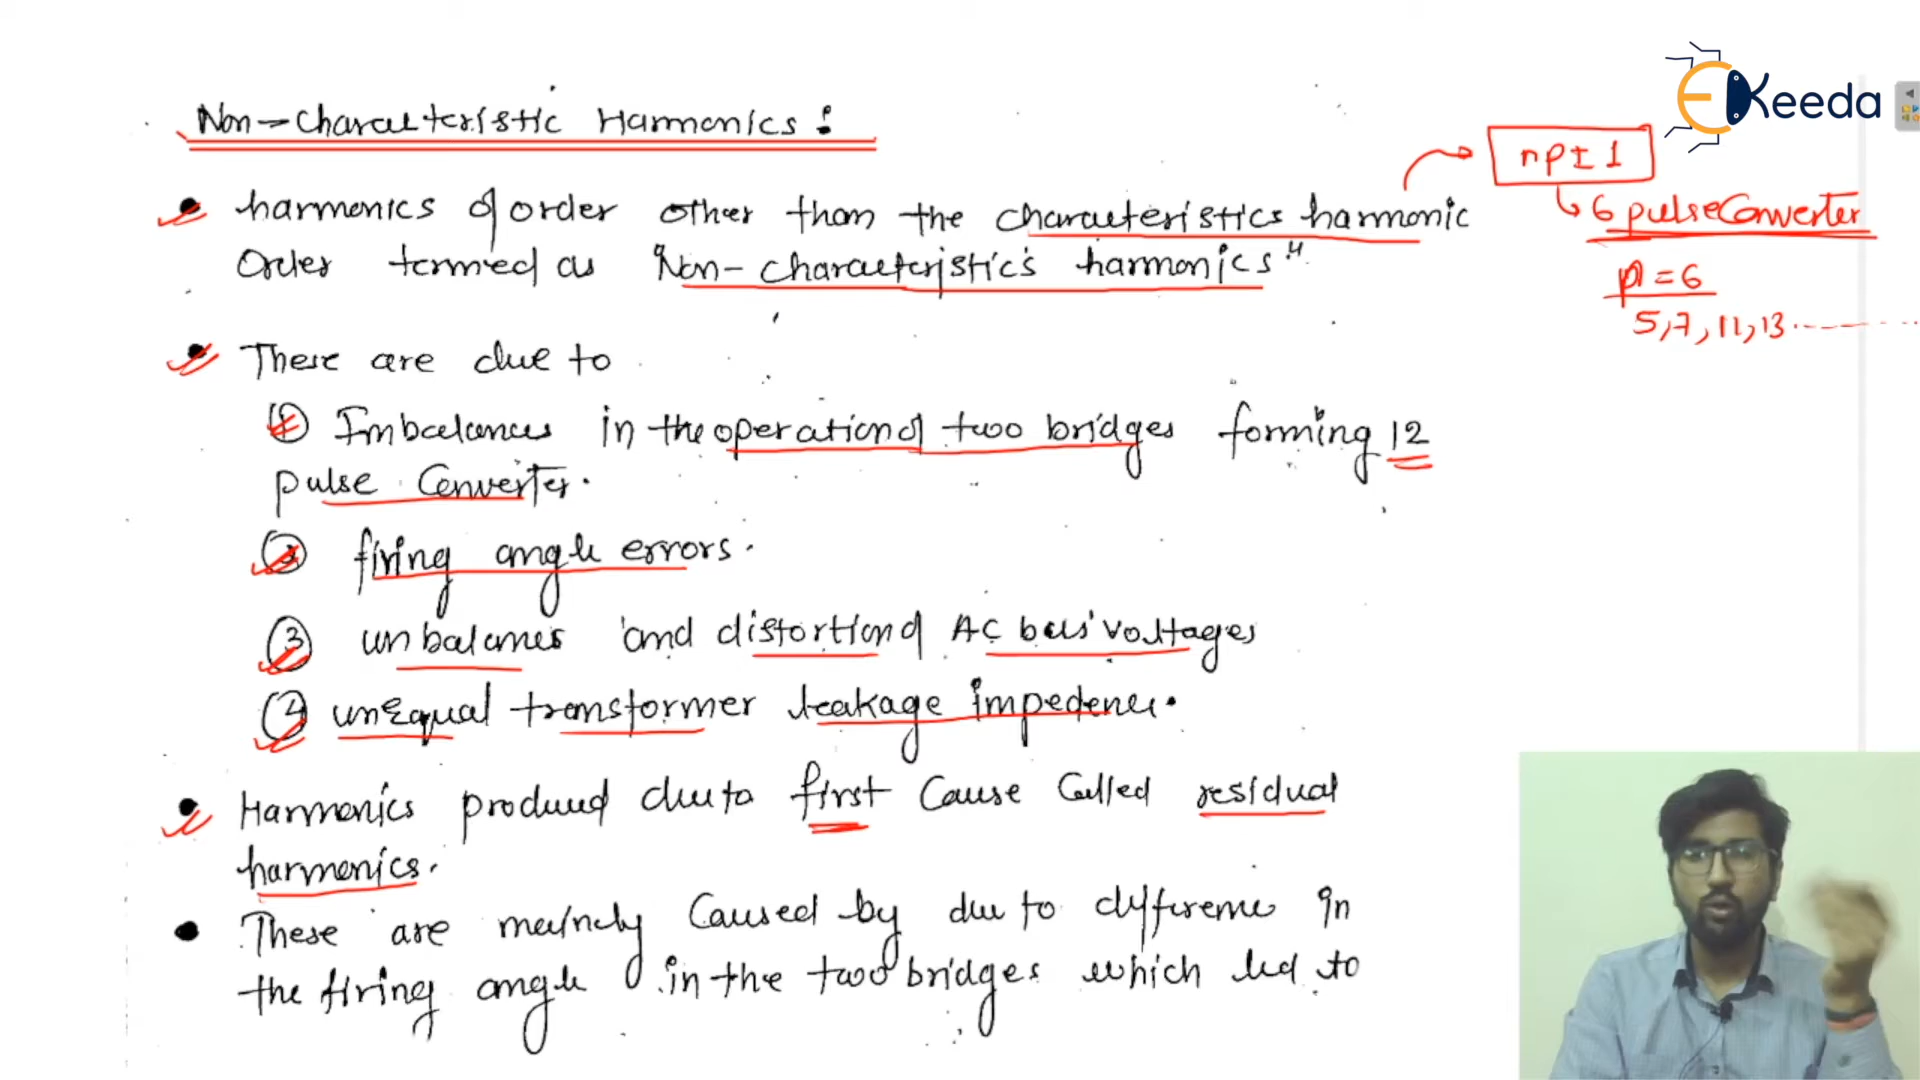 Non-Characteristic Harmonics :
EKeeda
np ± 1
6 pulse Converter
p = 6
5, 7, 11, 13 -----
harmonics of order other than the characteristics harmonic
Order termed as "Non-characteristics harmonics"
These are due to
① Imbalances in the operation of two bridges forming 12
pulse Converter.
② firing angle errors.
③ unbalances and distortion of AC bus voltages
④ unequal transformer leakage impedence.
Harmonics produced due to first Cause Called residual
harmonics.
These are mainely Caused by due to difference in
the firing angle in the two bridges which led to